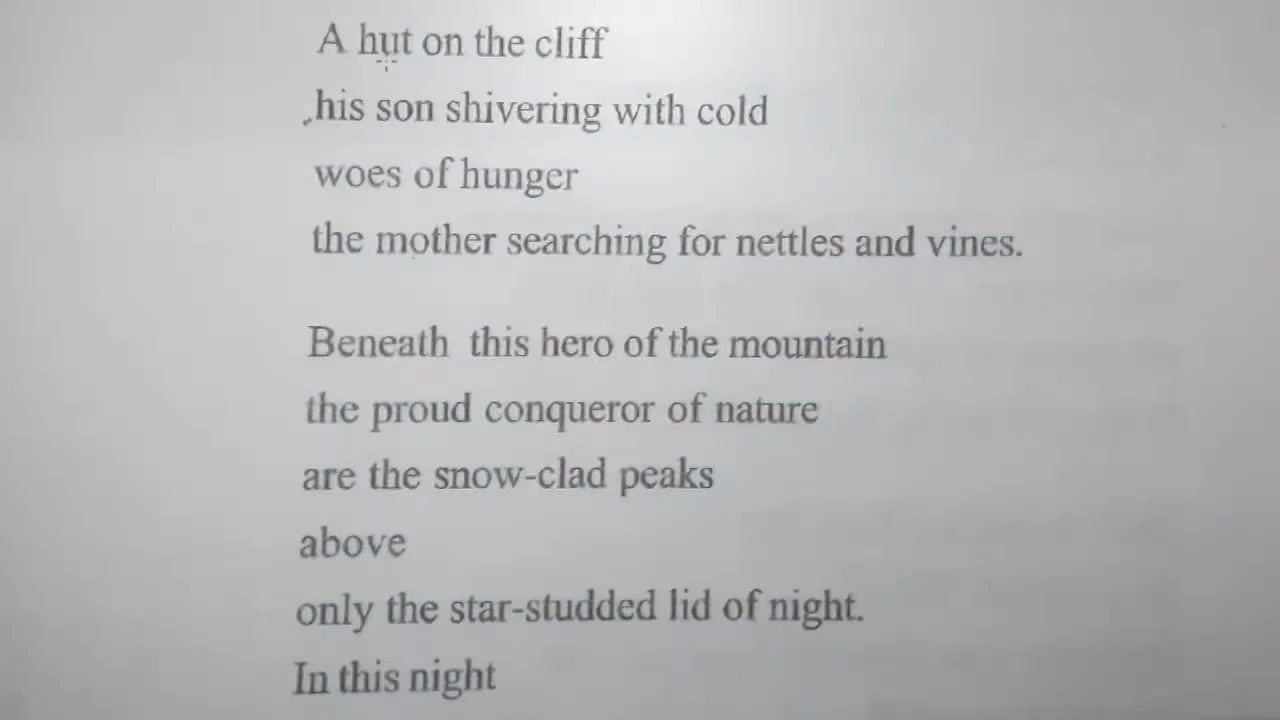 A hut on the cliff
his son shivering with cold
woes of hunger
the mother searching for nettles and vines.
Beneath this hero of the mountain
the proud conqueror of nature
are the snow-clad peaks
above
only the star-studded lid of night.
In this night